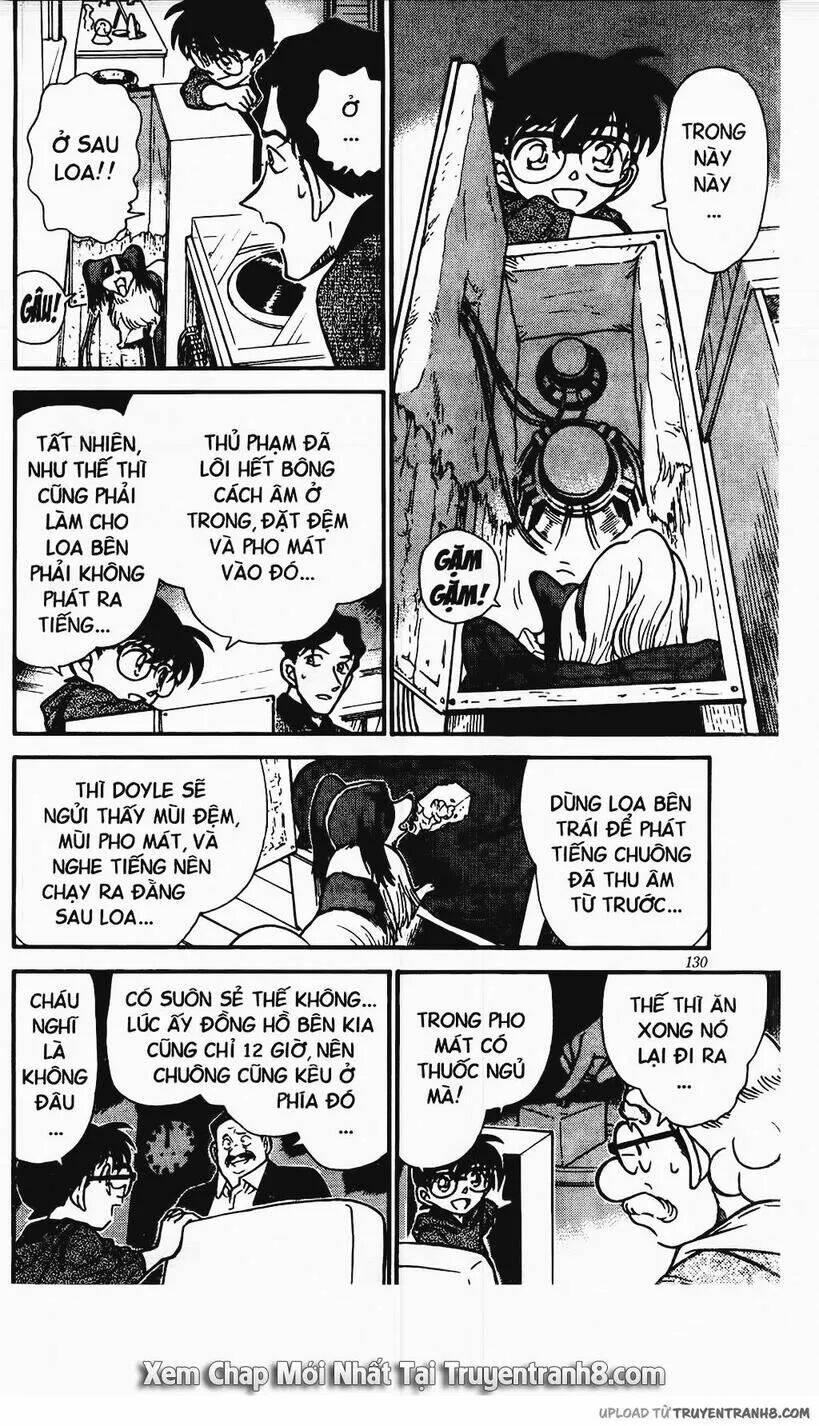 TRONG
NÀY
NÀY
...
GẶM
GẶM!
Ở
...
Ở SAU
LOA!!
GÂU!
THỦ PHẠM ĐÃ
LÔI HẾT BÔNG
CÁCH ÂM Ở
TRONG, ĐẶT ĐỆM
VÀ PHO MÁT
VÀO ĐÓ...
TẤT NHIÊN,
NHƯ THẾ THÌ
CŨNG PHẢI
LÀM CHO
LOA BÊN
PHẢI KHÔNG
PHÁT RA
TIẾNG...
DÙNG LOA BÊN
TRÁI ĐỂ PHÁT
TIẾNG CHUÔNG
ĐÃ THU ÂM
TỪ TRƯỚC...
THÌ DOYLE SẼ
NGỬI THẤY MÙI ĐỆM,
MÙI PHO MÁT, VÀ
NGHE TIẾNG NÊN
CHẠY RA ĐẰNG
SAU LOA...
130
THẾ THÌ ĂN
XONG NÓ
LẠI ĐI RA
...
TRONG PHO
MÁT CÓ
THUỐC NGỦ
MÀ!
CÓ SUÔN SẺ THẾ KHÔNG...
LÚC ẤY ĐỒNG HỒ BÊN KIA
CŨNG CHỈ 12 GIỜ, NÊN
CHUÔNG CŨNG KÊU Ở
PHÍA ĐÓ
...
CHÁU
NGHĨ
LÀ
KHÔNG
ĐÂU
...
Xem Chap Mới Nhất Tại Truyentranh8.com
UPLOAD TỪ TRUYENTRANH8.COM